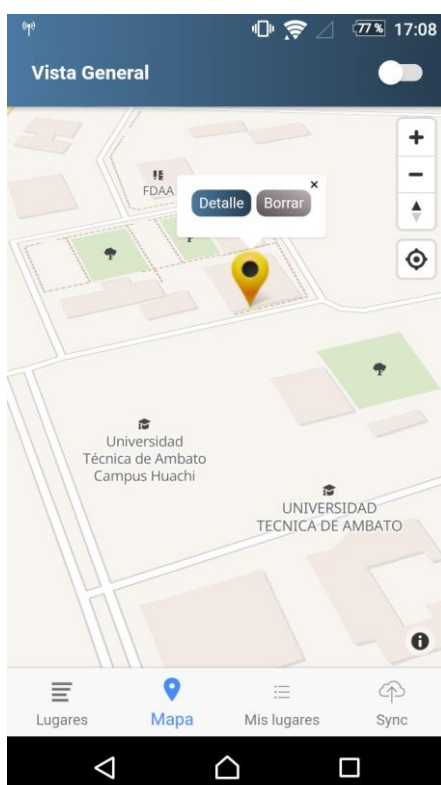 77% 17:08
Vista General
FDAA
Detalle Borrar
×
Universidad
Técnica de Ambato
Campus Huachi
UNIVERSIDAD
TECNICA DE AMBATO
Lugares Mapa Mis lugares Sync